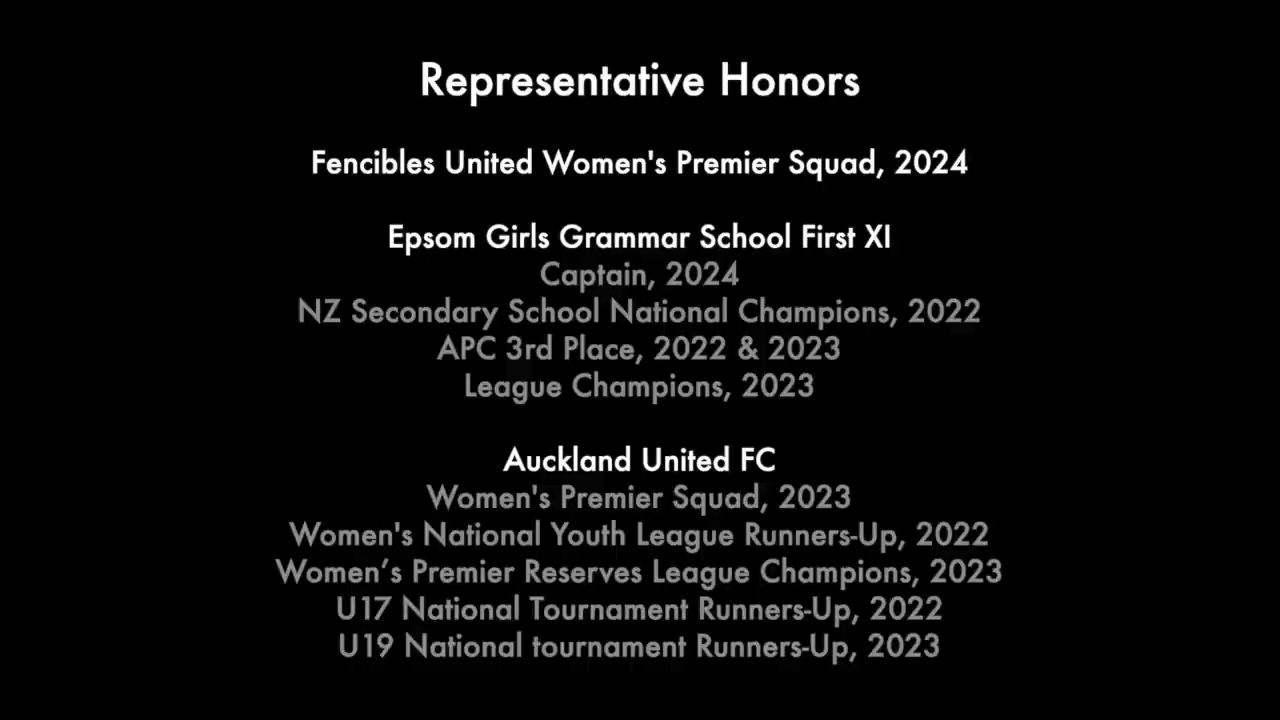 Representative Honors
Fencibles United Women's Premier Squad, 2024
Epsom Girls Grammar School First XI
Captain, 2024
NZ Secondary School National Champions, 2022
APC 3rd Place, 2022 & 2023
League Champions, 2023
Auckland United FC
Women's Premier Squad, 2023
Women's National Youth League Runners-Up, 2022
Women’s Premier Reserves League Champions, 2023
U17 National Tournament Runners-Up, 2022
U19 National tournament Runners-Up, 2023